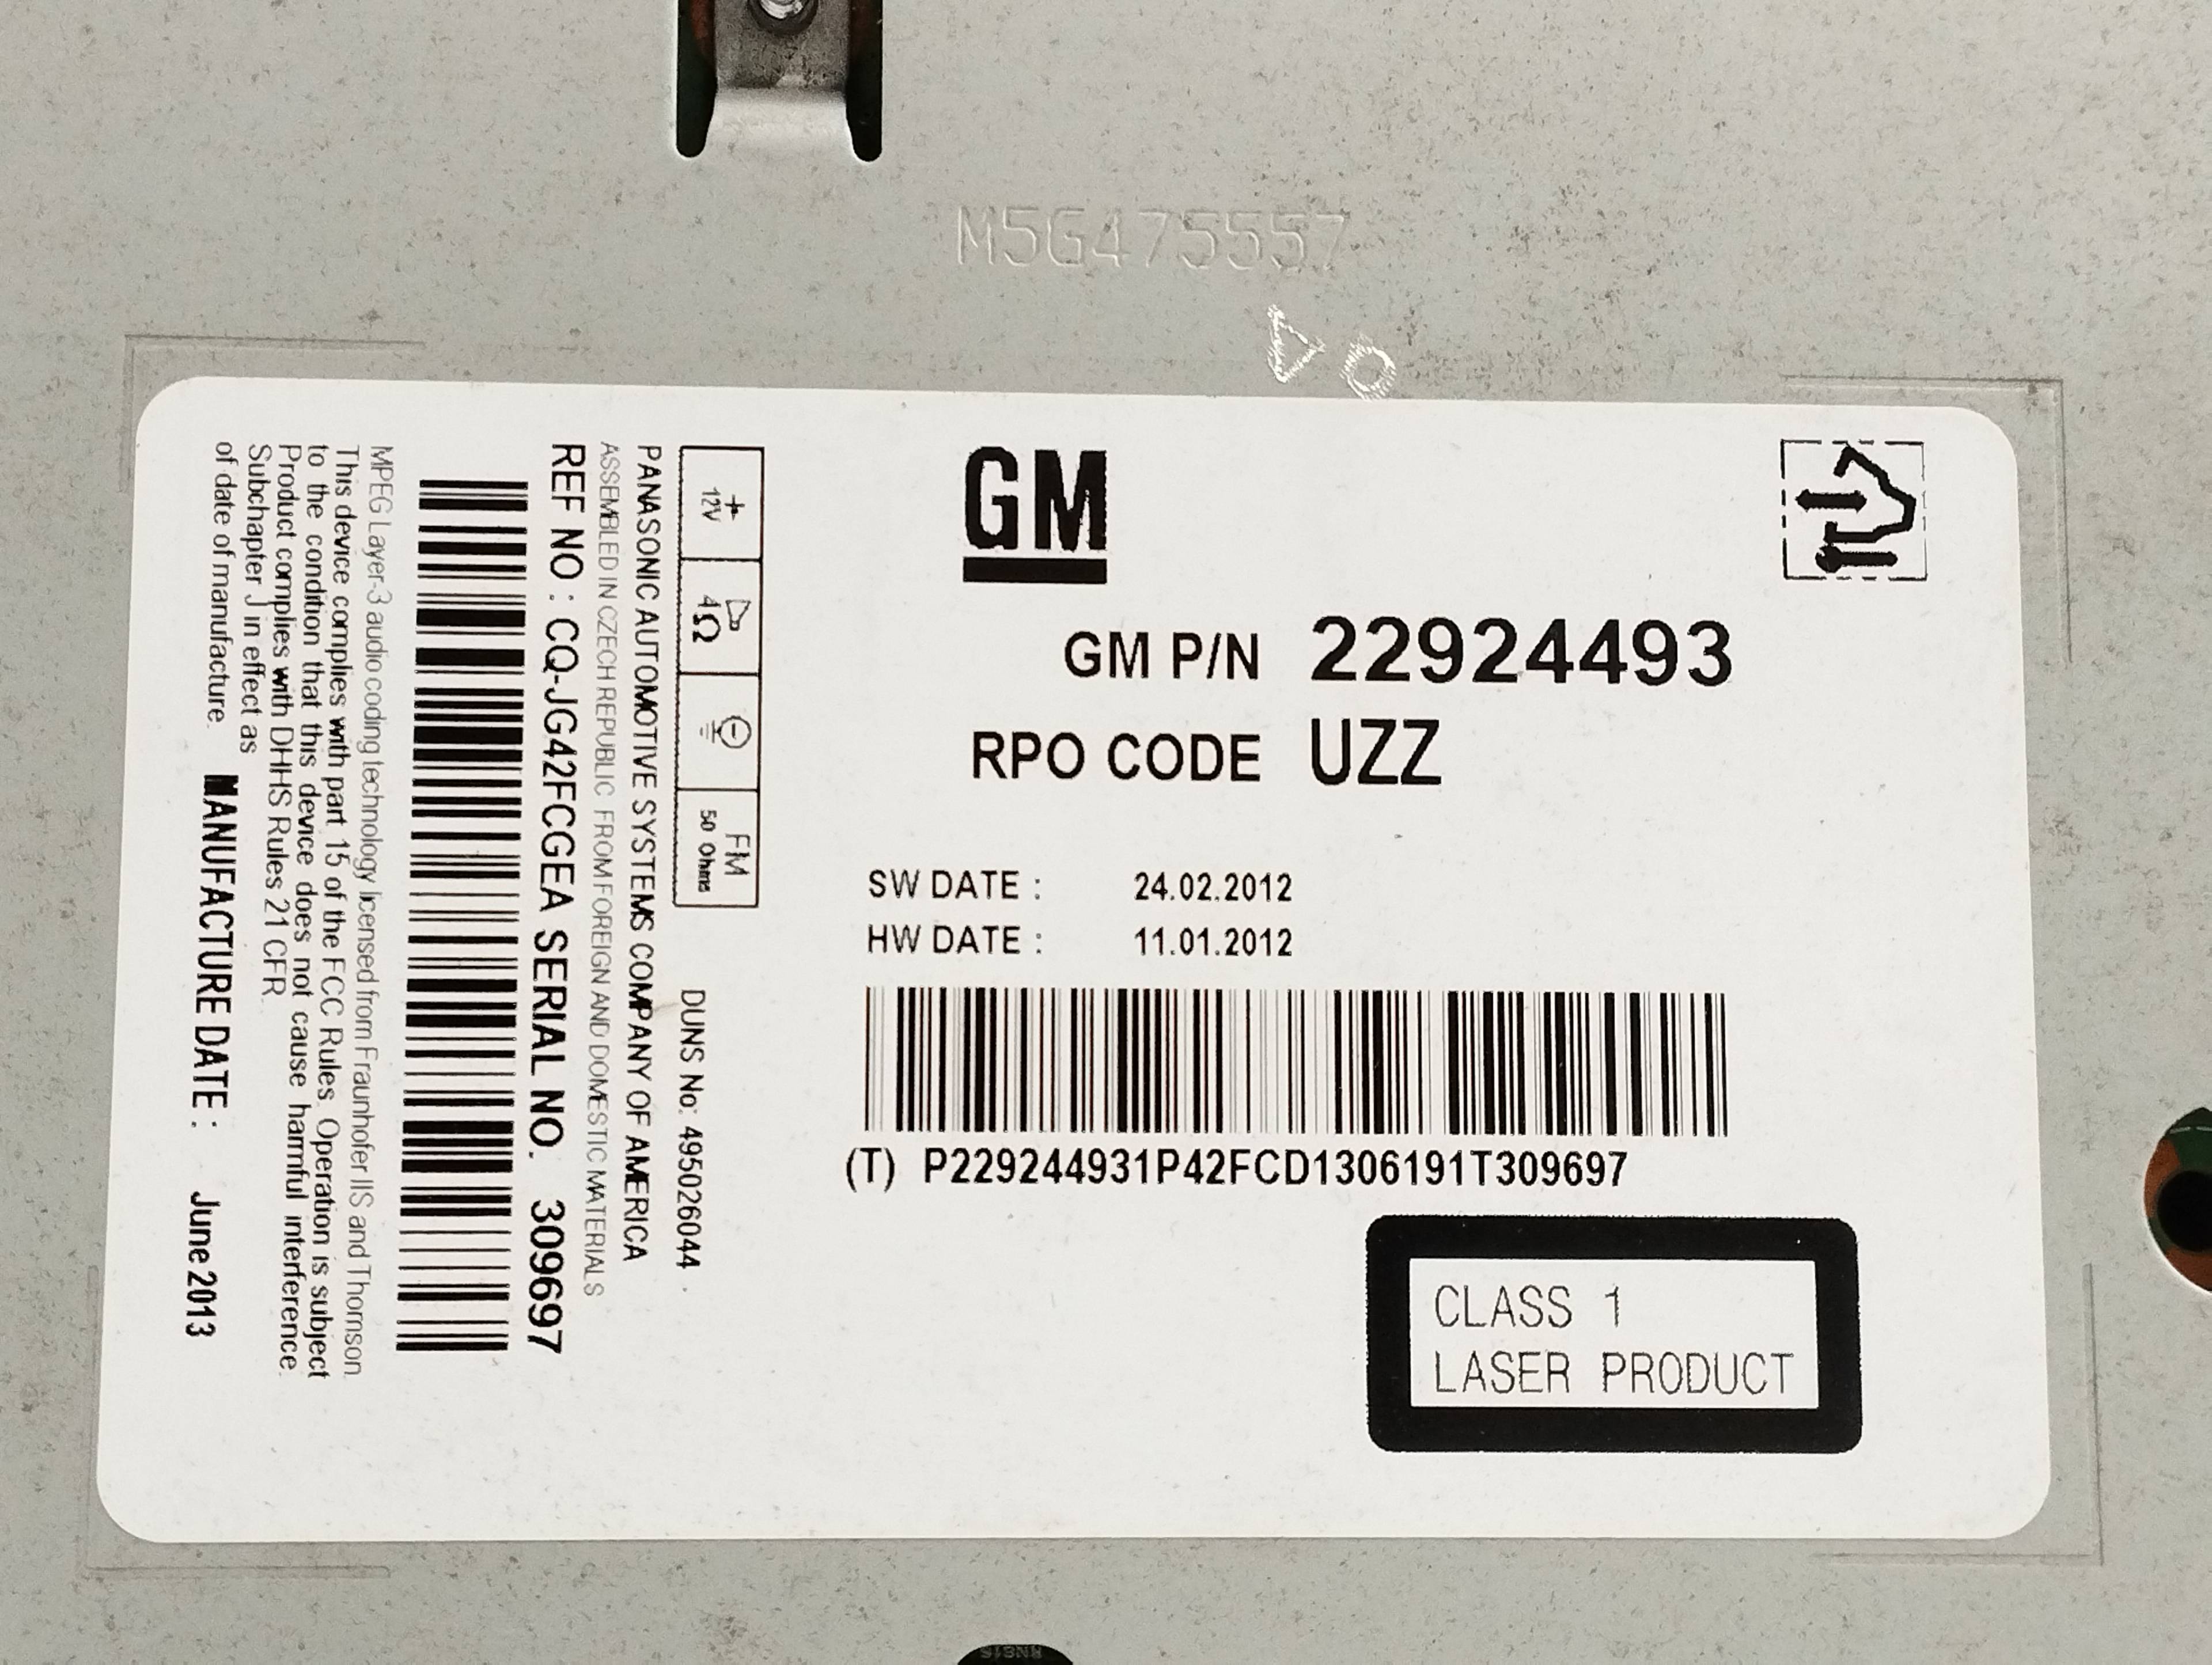 M5G475557
GM
GM P/N 22924493
RPO CODE UZZ
SW DATE : 24.02.2012
HW DATE : 11.01.2012
(T) P229244931P42FCD1306191T309697
CLASS 1
LASER PRODUCT
+ 12V
4Ω
FM 50 Ohms
DUNS No: 495026044
PANASONIC AUTOMOTIVE SYSTEMS COMPANY OF AMERICA
ASSEMBLED IN CZECH REPUBLIC FROM FOREIGN AND DOMESTIC MATERIALS
REF NO : CQ-JG42FCGEA SERIAL NO. 309697
MPEG Layer-3 audio coding technology licensed from Fraunhofer IIS and Thomson
This device complies with part 15 of the FCC Rules. Operation is subject
to the condition that this device does not cause harmful interference.
Product complies with DHHS Rules 21 CFR
Subchapter J in effect as
of date of manufacture. MANUFACTURE DATE : June 2013